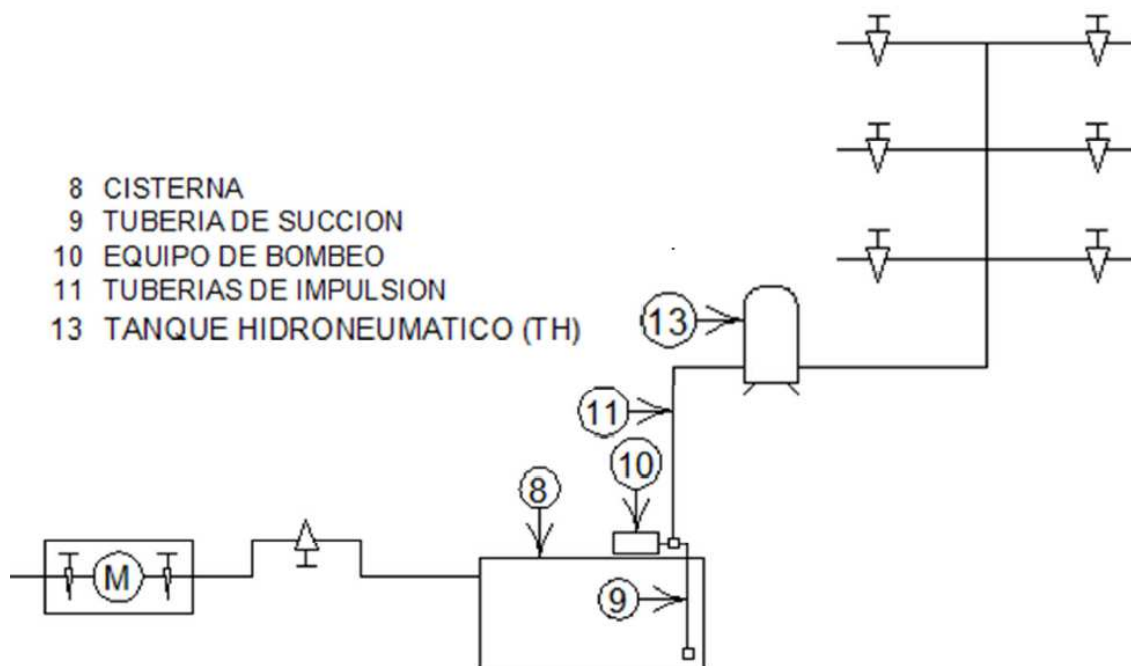 8 CISTERNA
9 TUBERIA DE SUCCION
10 EQUIPO DE BOMBEO
11 TUBERIAS DE IMPULSION
13 TANQUE HIDRONEUMATICO (TH)
13
11
10
8
M
9